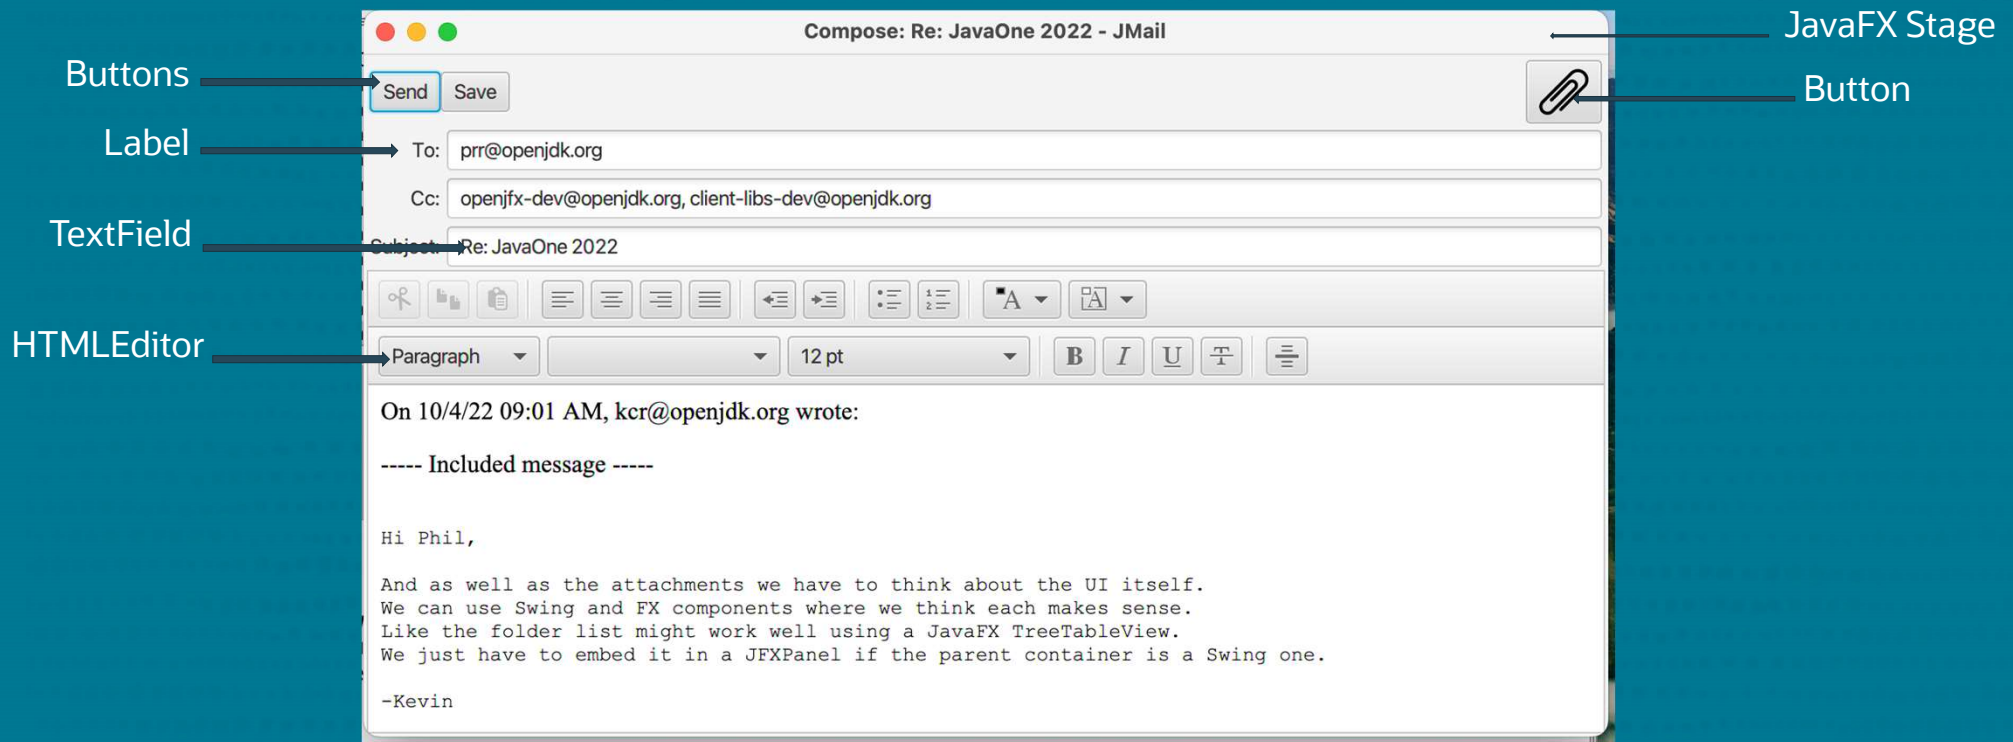 Compose: Re: JavaOne 2022 - JMail
JavaFX Stage
Buttons
Send Save
Button
Label
To: prr@openjdk.org
Cc: openjfx-dev@openjdk.org, client-libs-dev@openjdk.org
TextField
Subject: Re: JavaOne 2022
A A
HTMLEditor
Paragraph 12 pt B I U T
On 10/4/22 09:01 AM, kcr@openjdk.org wrote:
----- Included message -----
Hi Phil,
And as well as the attachments we have to think about the UI itself.
We can use Swing and FX components where we think each makes sense.
Like the folder list might work well using a JavaFX TreeTableView.
We just have to embed it in a JFXPanel if the parent container is a Swing one.
-Kevin